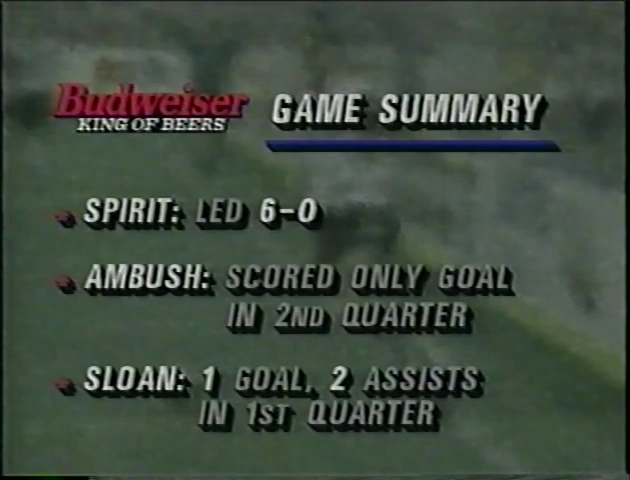 Budweiser
KING OF BEERS
GAME SUMMARY
SPIRIT: LED 6-0
AMBUSH: SCORED ONLY GOAL
IN 2ND QUARTER
SLOAN: 1 GOAL, 2 ASSISTS
IN 1ST QUARTER